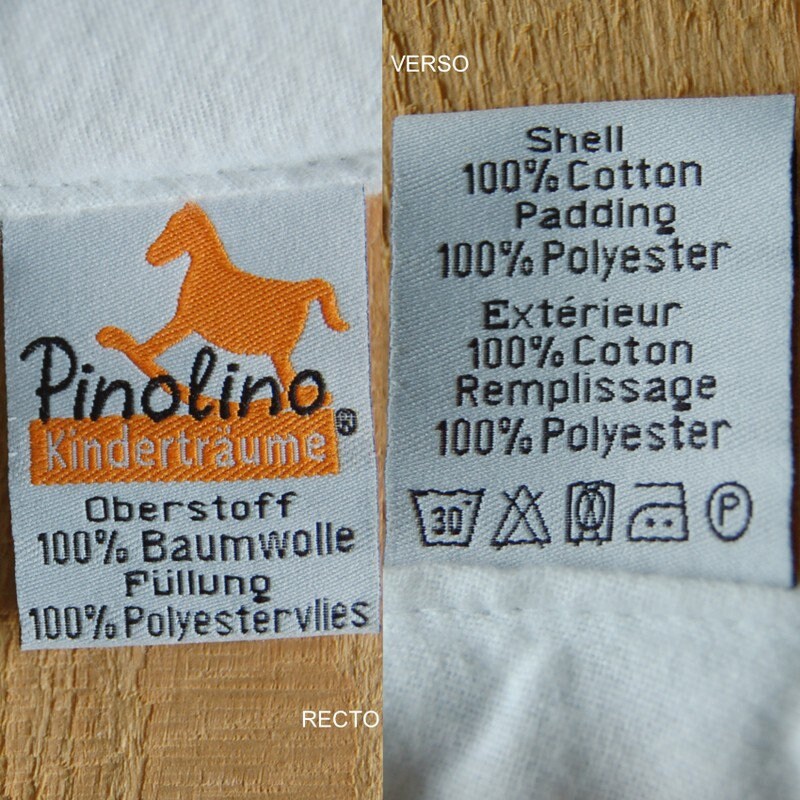 Pinolino®
Kinderträume
Oberstoff
100% Baumwolle
Füllung
100% Polyestervlies
RECTO
VERSO
Shell
100% Cotton
Padding
100% Polyester
Extérieur
100% Coton
Remplissage
100% Polyester
30°
P